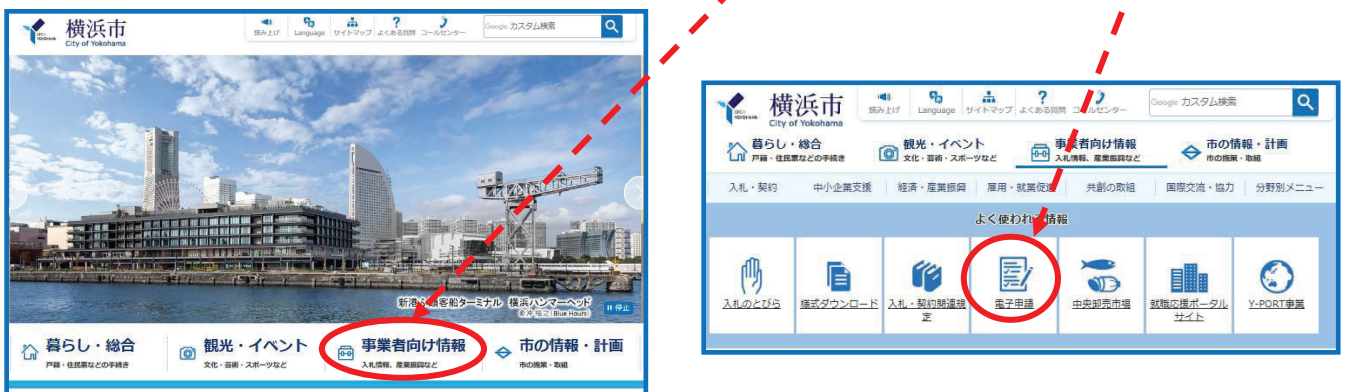 横浜市
City of Yokohama
読み上げ Language サイトマップ よくある質問 コールセンター
Google カスタム検索
新港ふ頭客船ターミナル 横浜ハンマーヘッド
停止
暮らし・総合
戸籍・住民票などの手続き
観光・イベント
文化・芸術・スポーツなど
事業者向け情報
入札情報、産業振興など
市の情報・計画
市の施策・取組
横浜市
City of Yokohama
読み上げ Language サイトマップ よくある質問 コールセンター
Google カスタム検索
暮らし・総合
戸籍・住民票などの手続き
観光・イベント
文化・芸術・スポーツなど
事業者向け情報
入札情報、産業振興など
市の情報・計画
市の施策・取組
入札・契約 中小企業支援 経済・産業振興 雇用・就業促進 共創の取組 国際交流・協力 分野別メニュー
よく使われる情報
入札のとびら
様式ダウンロード
入札・契約関連規
定
電子申請
中央卸売市場
就職応援ポータル
サイト
Y-PORT事業